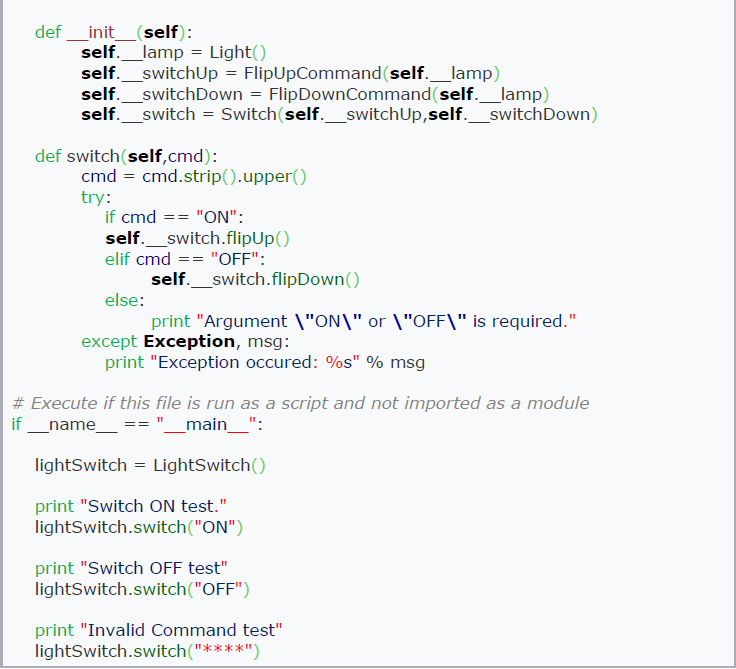 def __init__(self):
self.__lamp = Light()
self.__switchUp = FlipUpCommand(self.__lamp)
self.__switchDown = FlipDownCommand(self.__lamp)
self.__switch = Switch(self.__switchUp,self.__switchDown)
def switch(self,cmd):
cmd = cmd.strip().upper()
try:
if cmd == "ON":
self.__switch.flipUp()
elif cmd == "OFF":
self.__switch.flipDown()
else:
print "Argument \"ON\" or \"OFF\" is required."
except Exception, msg:
print "Exception occured: %s" % msg
# Execute if this file is run as a script and not imported as a module
if __name__ == "__main__":
lightSwitch = LightSwitch()
print "Switch ON test."
lightSwitch.switch("ON")
print "Switch OFF test"
lightSwitch.switch("OFF")
print "Invalid Command test"
lightSwitch.switch("****")